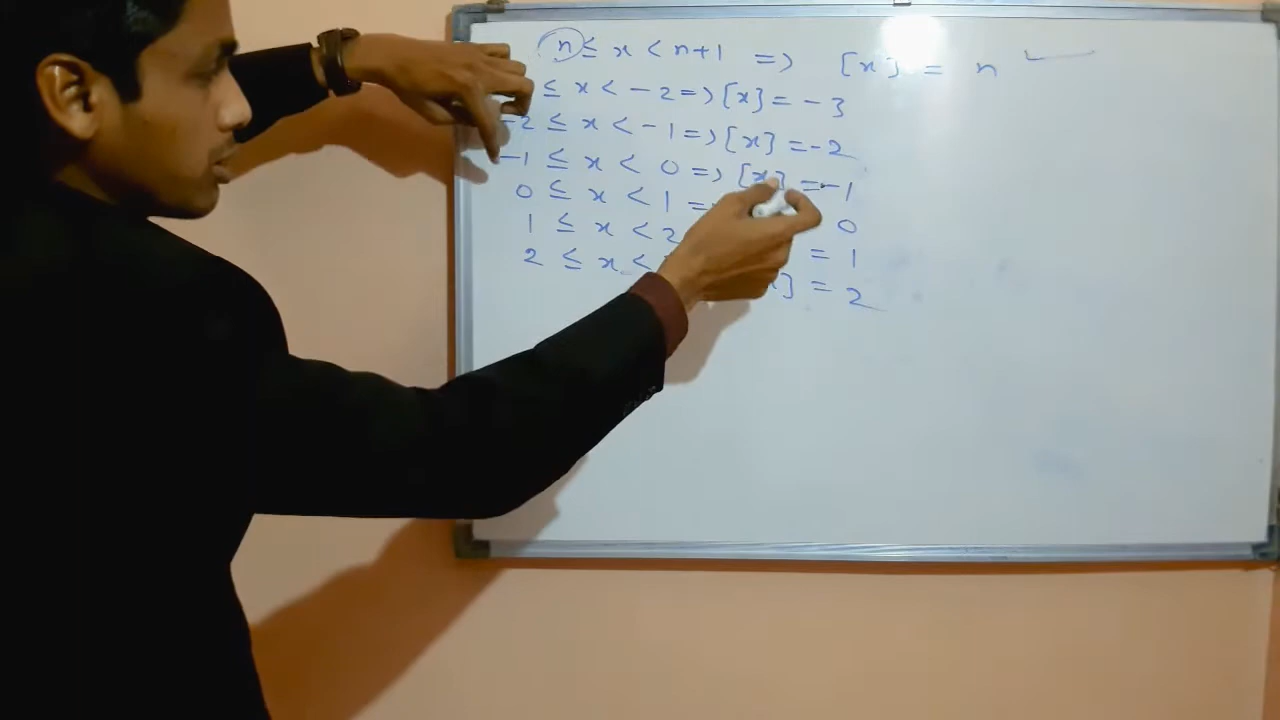 n ≤ x < n+1 => [x] = n
≤ x < -2 => [x] = -3
-2 ≤ x < -1 => [x] = -2
-1 ≤ x < 0 => [x] = -1
0 ≤ x < 1 = 0
1 ≤ x < 2 = 1
2 ≤ x < ] = 2